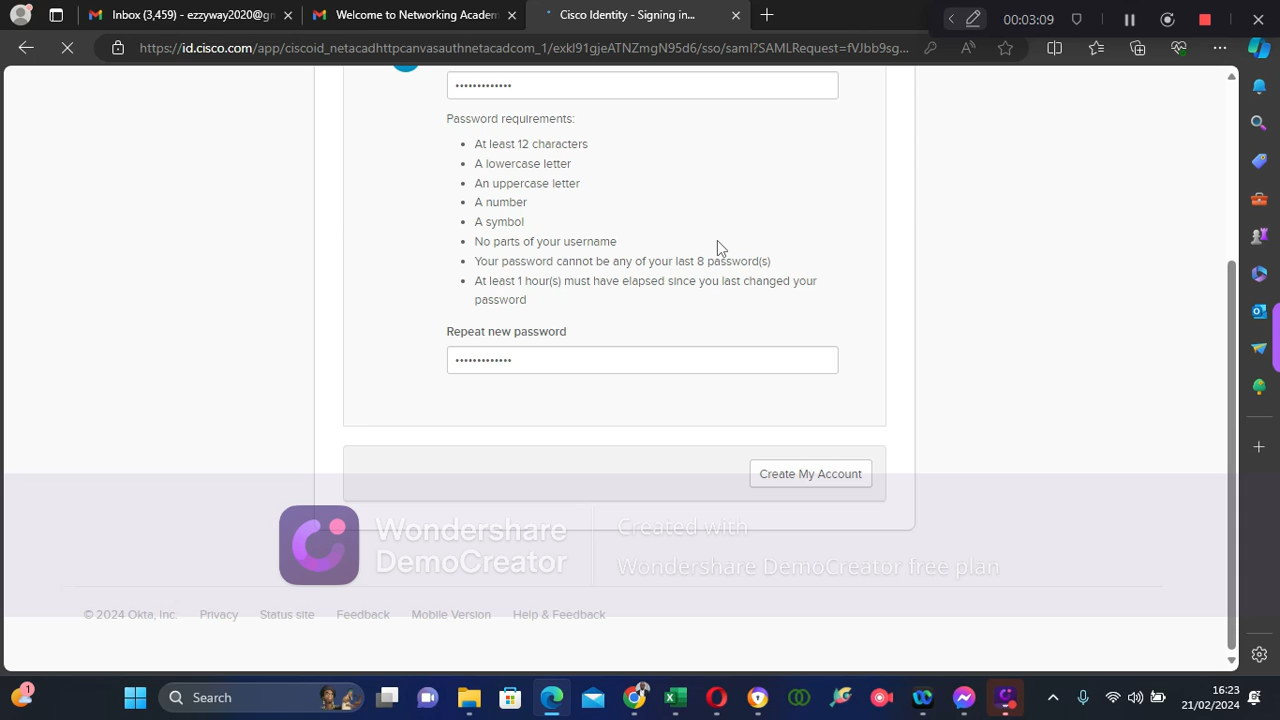 Inbox (3,459) - ezzyway2020@gn
Welcome to Networking Academ
Cisco Identity - Signing in...
00:03:09
https://id.cisco.com/app/ciscoid_netacadhttpcanvasauthnetacadcom_1/exkl91gjeATNZmgN95d6/sso/saml?SAMLRequest=fVJbb9sg...
•••••••••••••
Password requirements:
• At least 12 characters
• A lowercase letter
• An uppercase letter
• A number
• A symbol
• No parts of your username
• Your password cannot be any of your last 8 password(s)
• At least 1 hour(s) must have elapsed since you last changed your
password
Repeat new password
•••••••••••••
Create My Account
Wondershare
DemoCreator
Created with
Wondershare DemoCreator free plan
© 2024 Okta, Inc. Privacy Status site Feedback Mobile Version Help & Feedback
1
Search
16:23
21/02/2024